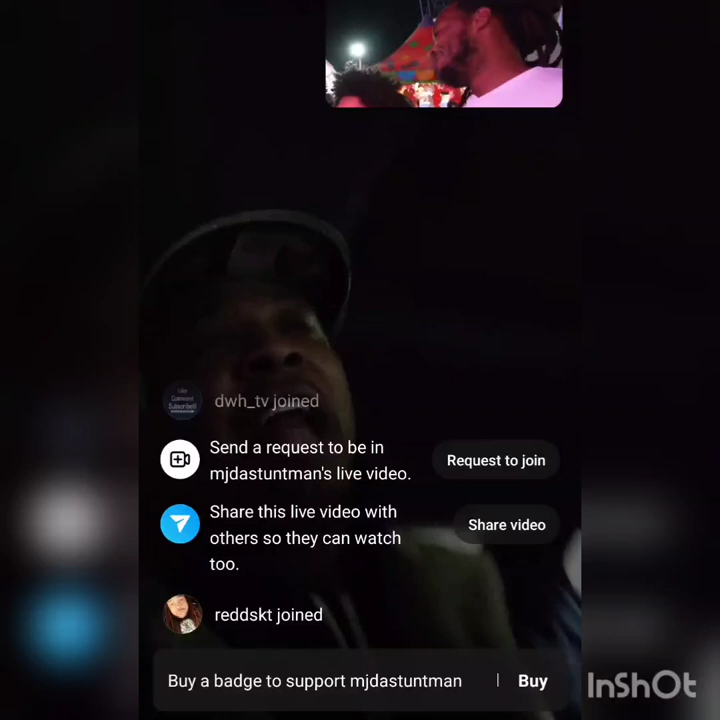 dwh_tv joined
Send a request to be in
mjdastuntman's live video.
Request to join
Share this live video with
others so they can watch
too.
Share video
reddskt joined
Buy a badge to support mjdastuntman | Buy
InShOt